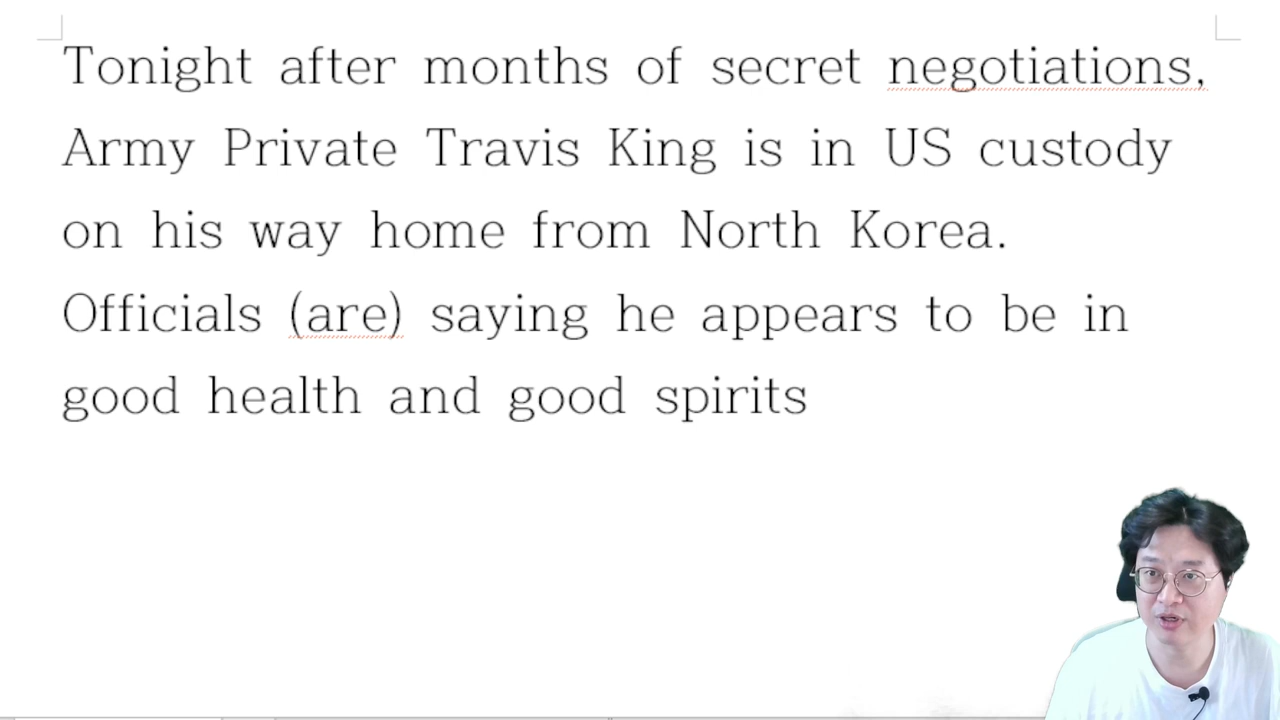 Tonight after months of secret negotiations,
Army Private Travis King is in US custody
on his way home from North Korea.
Officials (are) saying he appears to be in
good health and good spirits